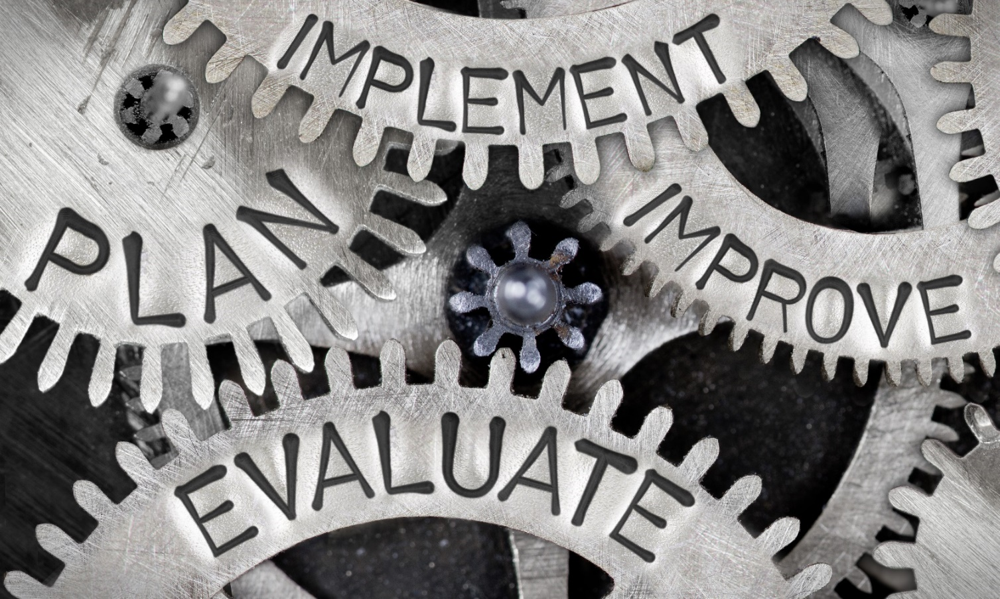 IMPLEMENT
PLAN
IMPROVE
EVALUATE